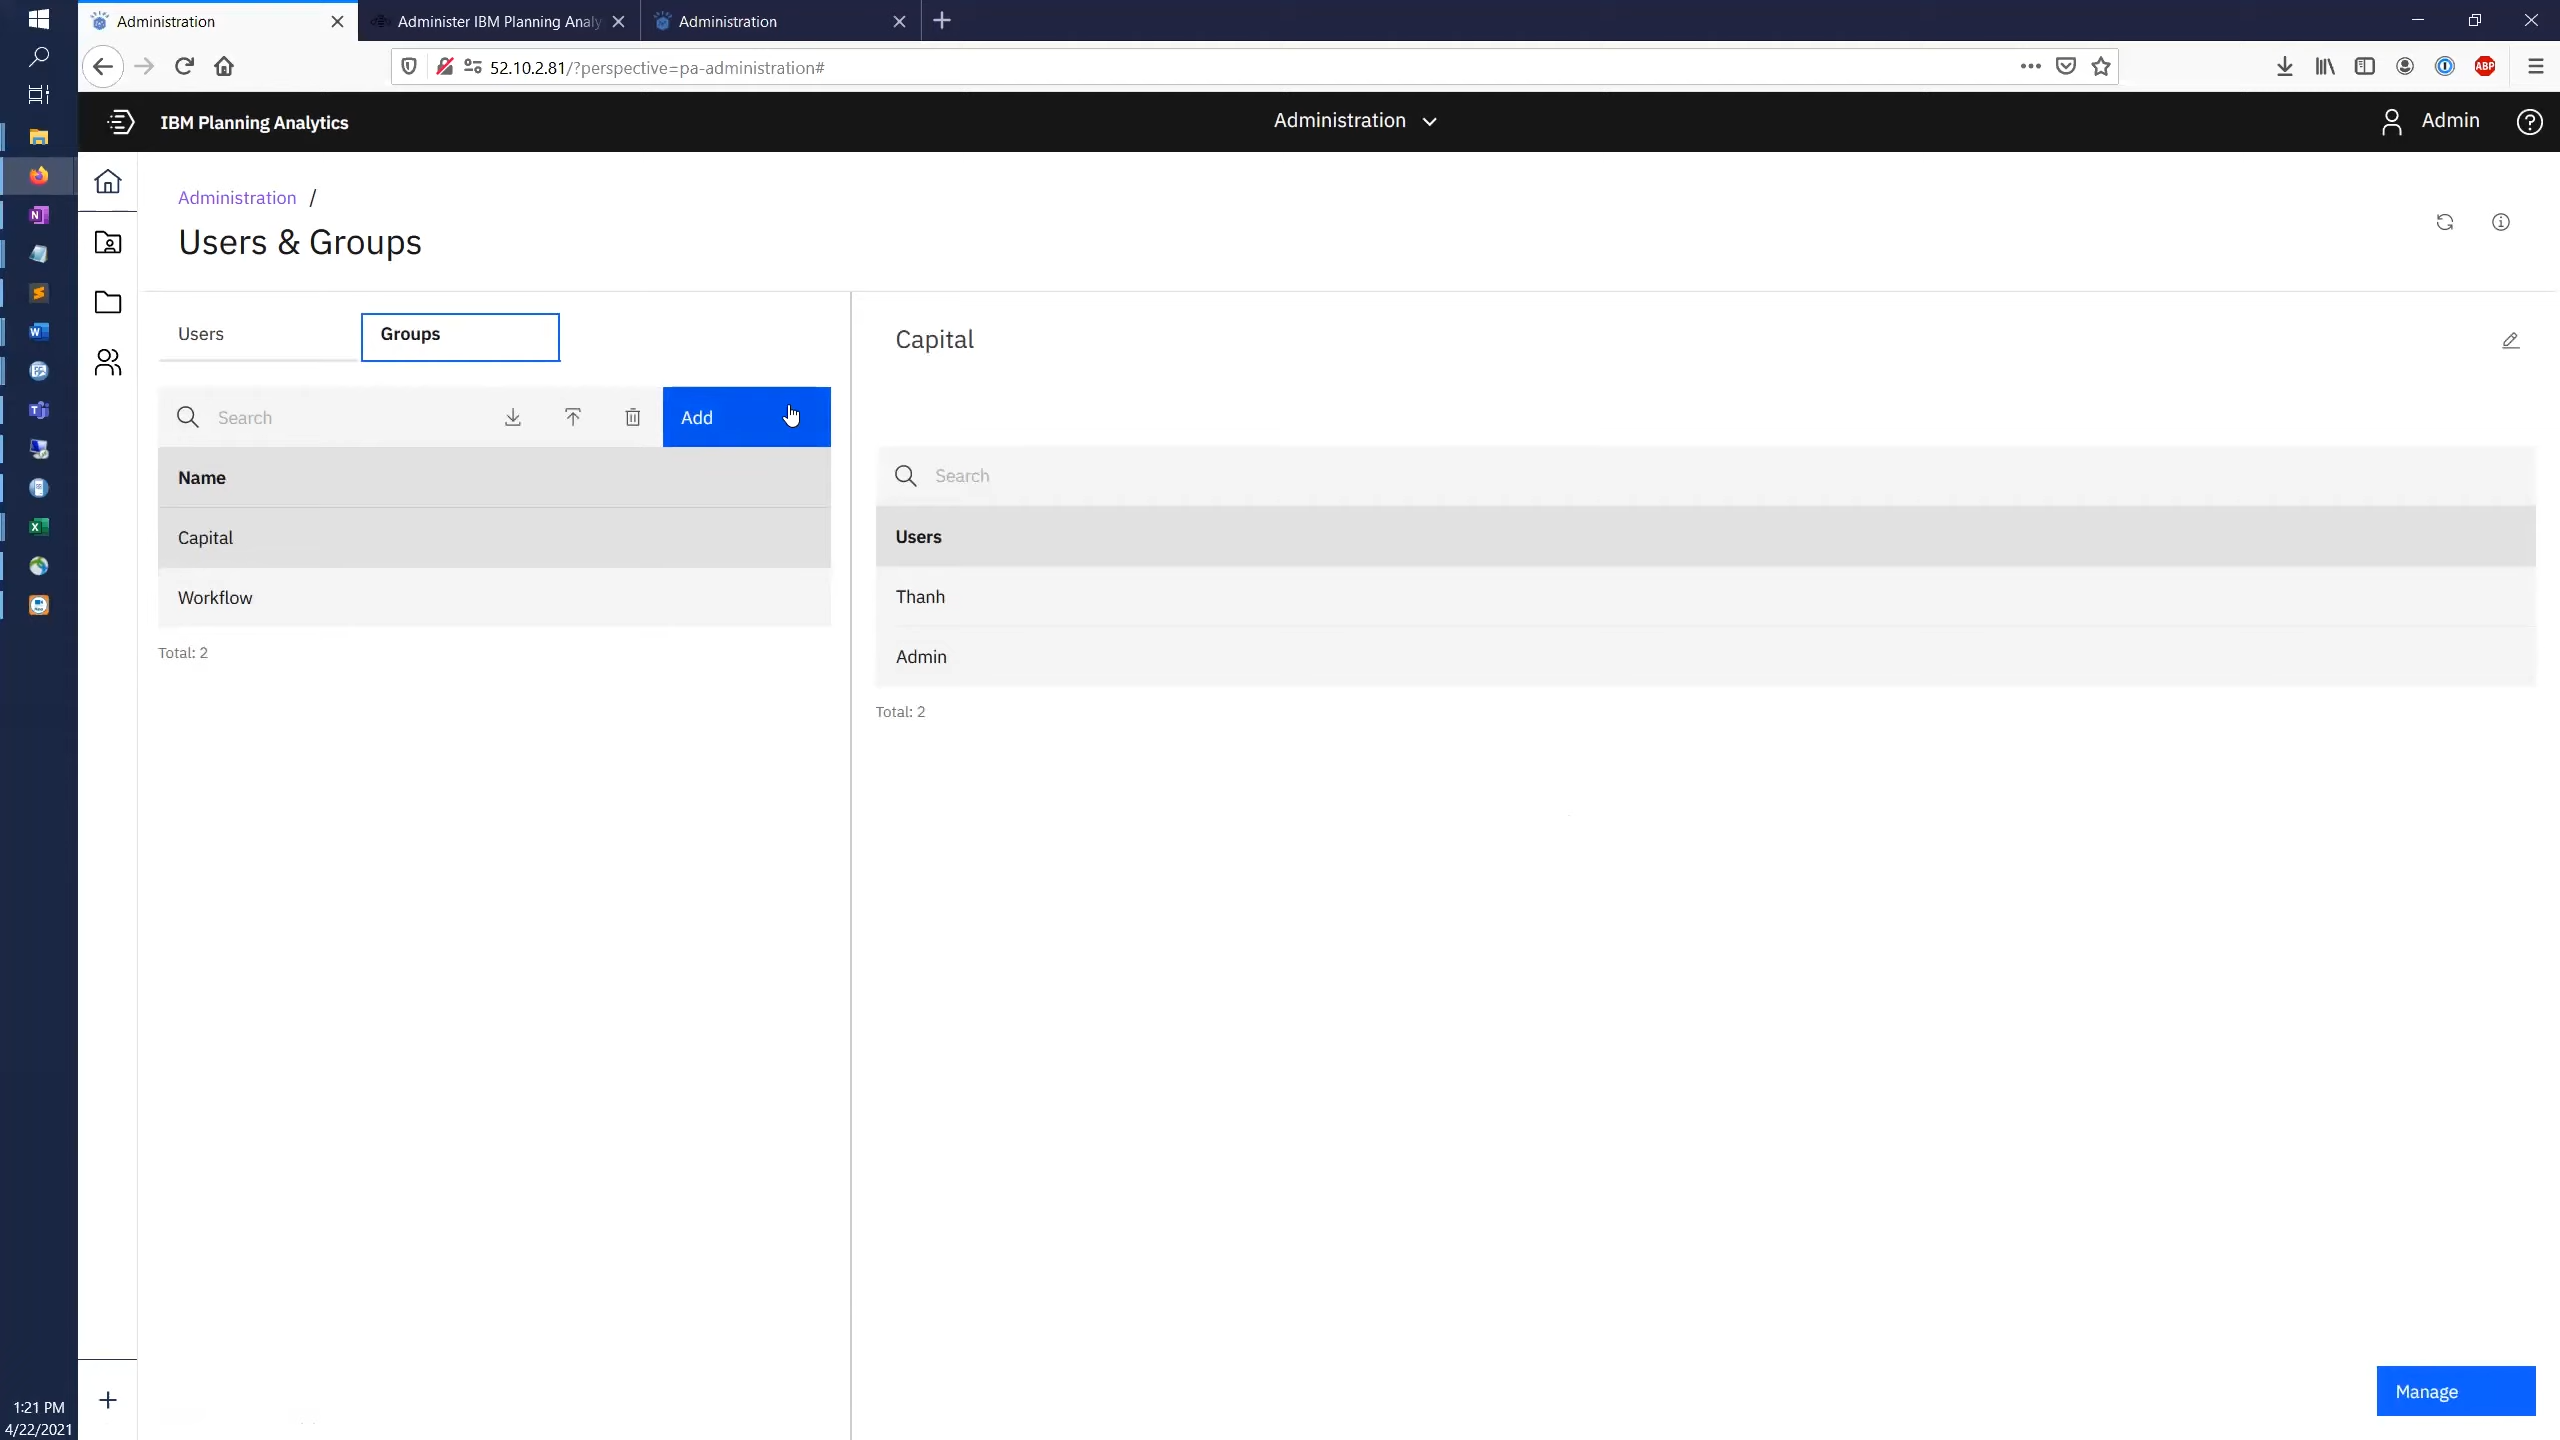 Administration
Administer IBM Planning Analy
Administration
52.10.2.81/?perspective=pa-administration#
ABP
IBM Planning Analytics
Administration
Admin
Administration /
Users & Groups
Users
Groups
Capital
Search
Add
Search
Name
Users
Capital
Thanh
Workflow
Admin
Total: 2
Total: 2
Manage
1:21 PM
4/22/2021